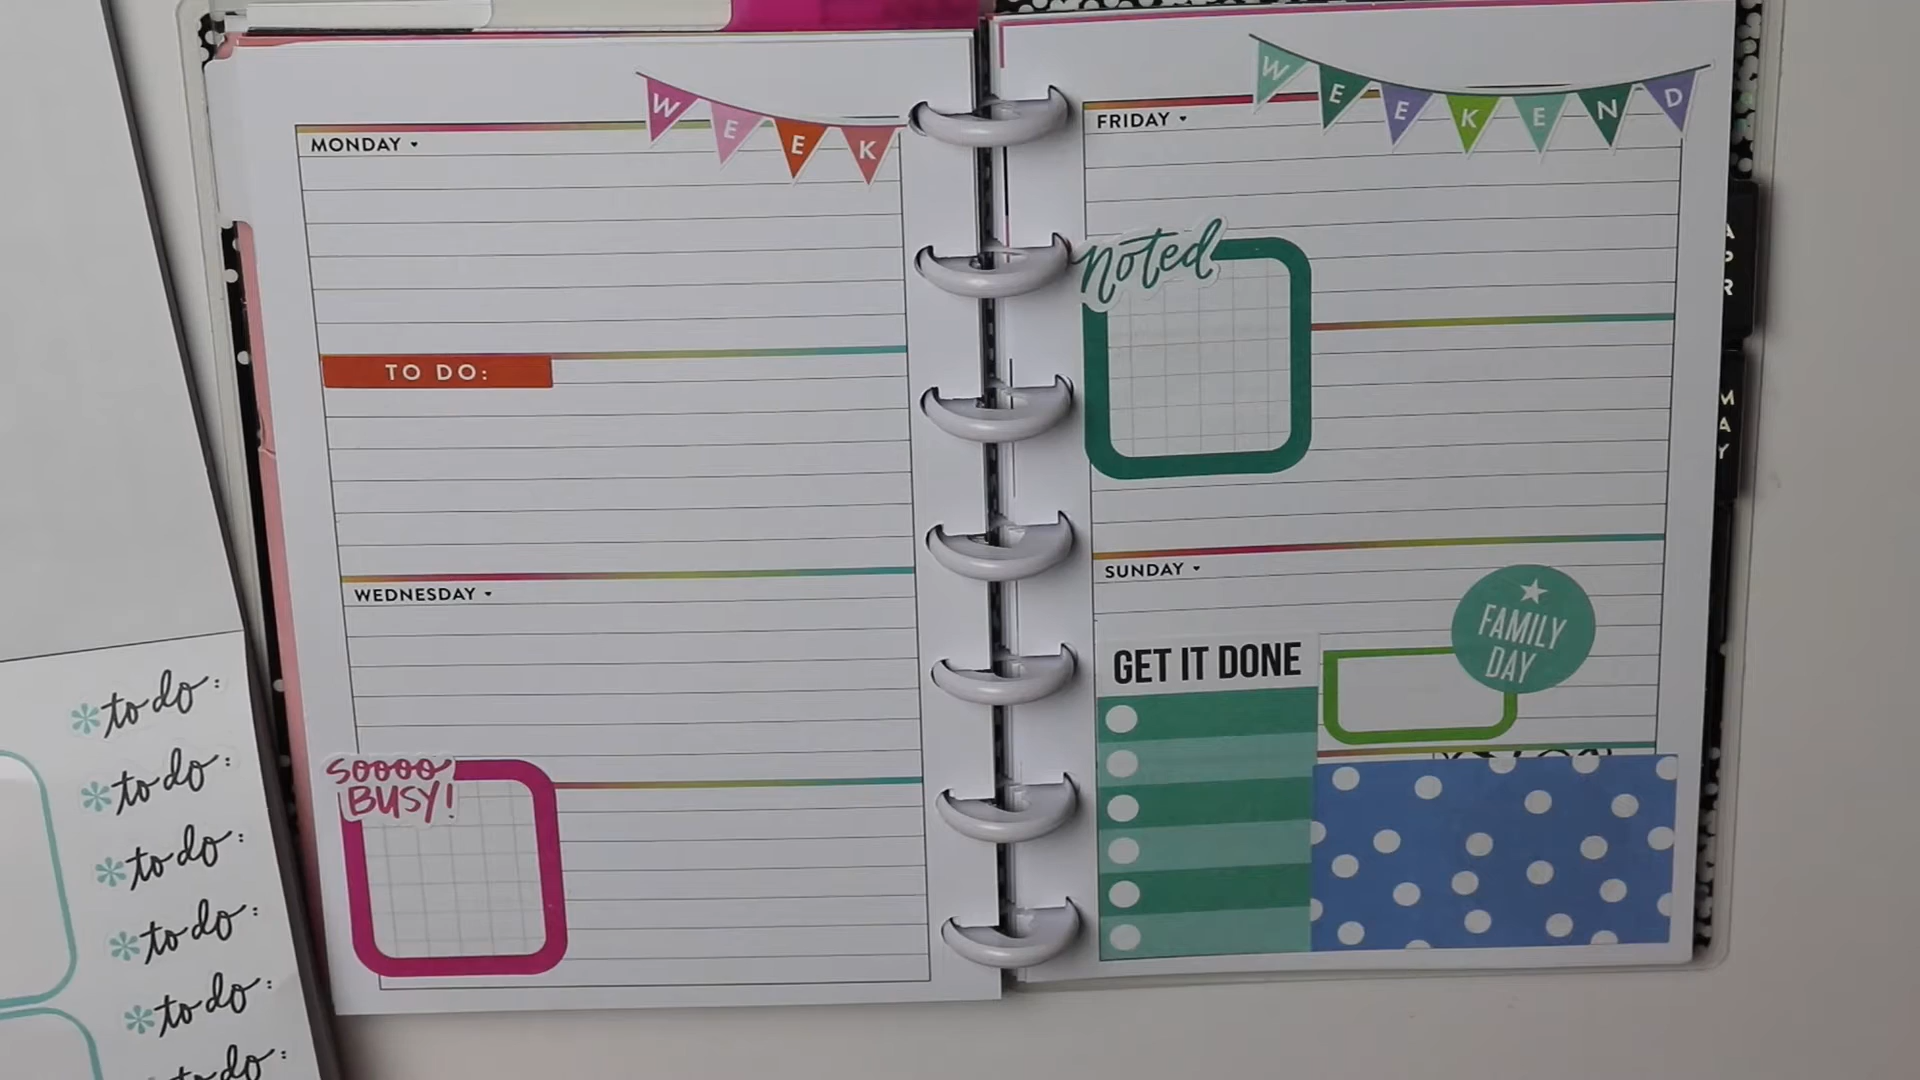 WEEK
MONDAY
TO DO:
WEDNESDAY
SOOOO
BUSY!
WEEKEND
FRIDAY
Noted
SUNDAY
FAMILY
DAY
GET IT DONE
APR
MAY
*to do:
*to do:
*to do:
*to do:
*to do:
to do: